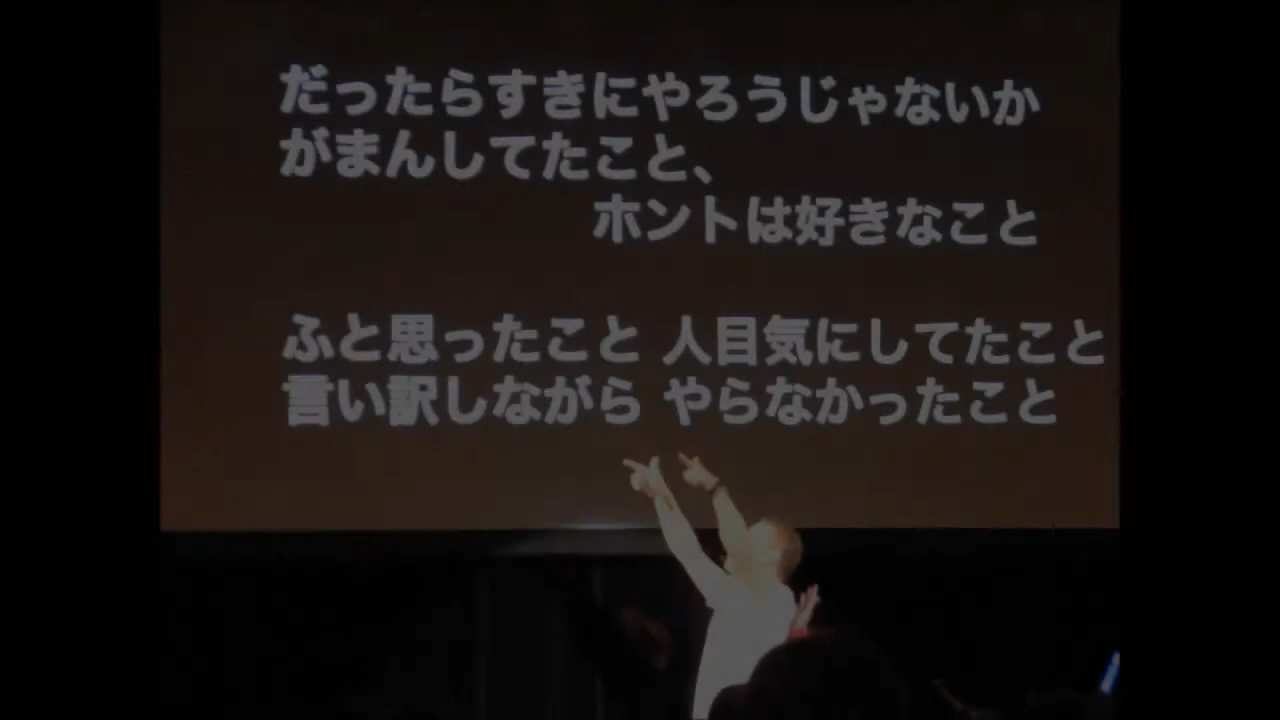 だったらすきにやろうじゃないか
がまんしてたこと、
ホントは好きなこと
ふと思ったこと 人目気にしてたこと
言い訳しながら やらなかったこと